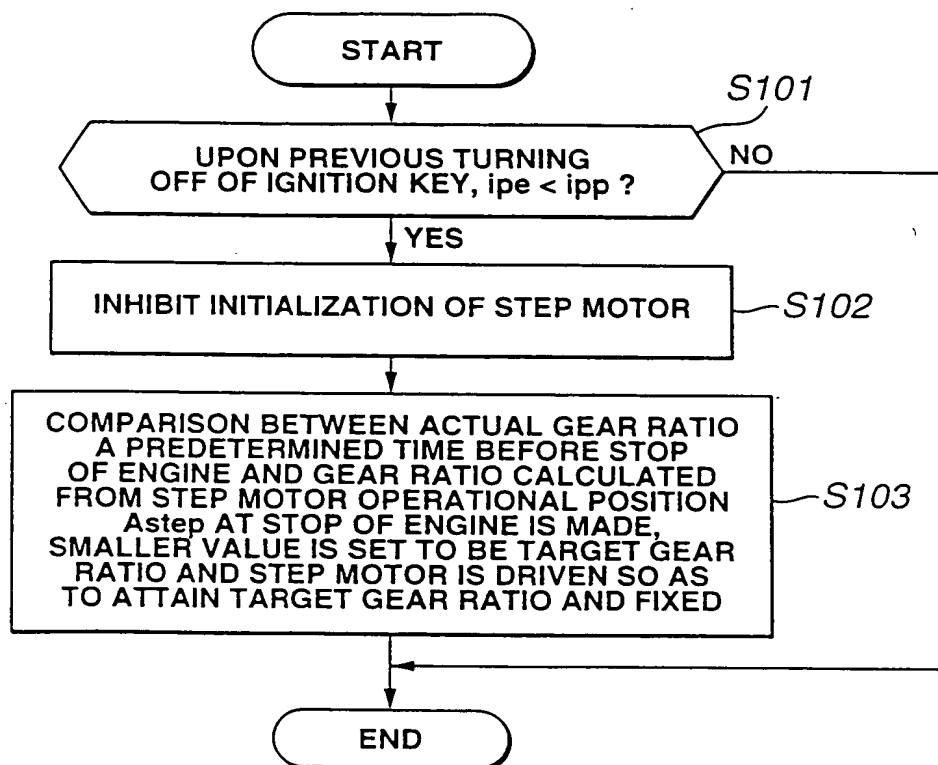 START
S101
UPON PREVIOUS TURNING
OFF OF IGNITION KEY, ipe < ipp ?
NO
YES
INHIBIT INITIALIZATION OF STEP MOTOR
S102
COMPARISON BETWEEN ACTUAL GEAR RATIO
A PREDETERMINED TIME BEFORE STOP
OF ENGINE AND GEAR RATIO CALCULATED
FROM STEP MOTOR OPERATIONAL POSITION
Astep AT STOP OF ENGINE IS MADE,
SMALLER VALUE IS SET TO BE TARGET GEAR
RATIO AND STEP MOTOR IS DRIVEN SO AS
TO ATTAIN TARGET GEAR RATIO AND FIXED
S103
END